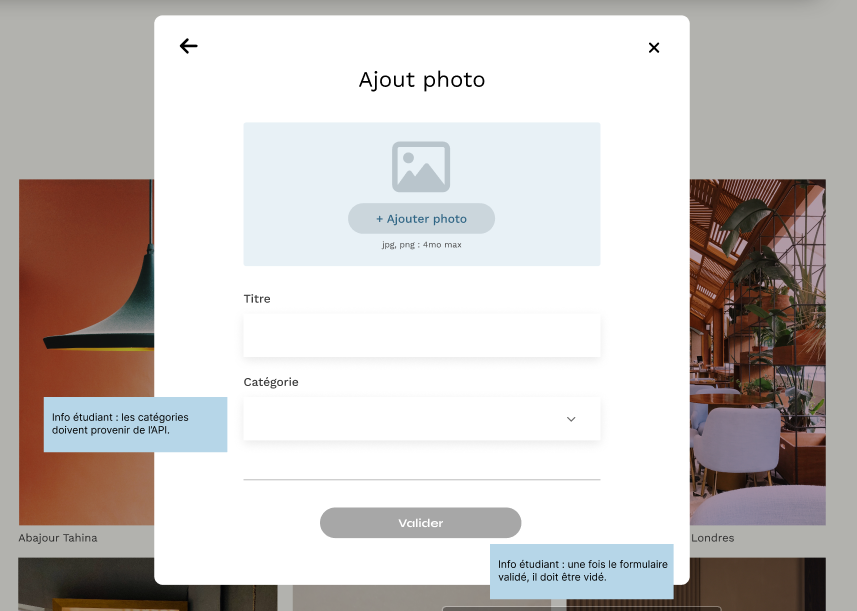 Ajout photo
+ Ajouter photo
jpg, png : 4mo max
Titre
Catégorie
Info étudiant : les catégories
doivent provenir de l'API.
Valider
Abajour Tahina
Londres
Info étudiant : une fois le formulaire
validé, il doit être vidé.